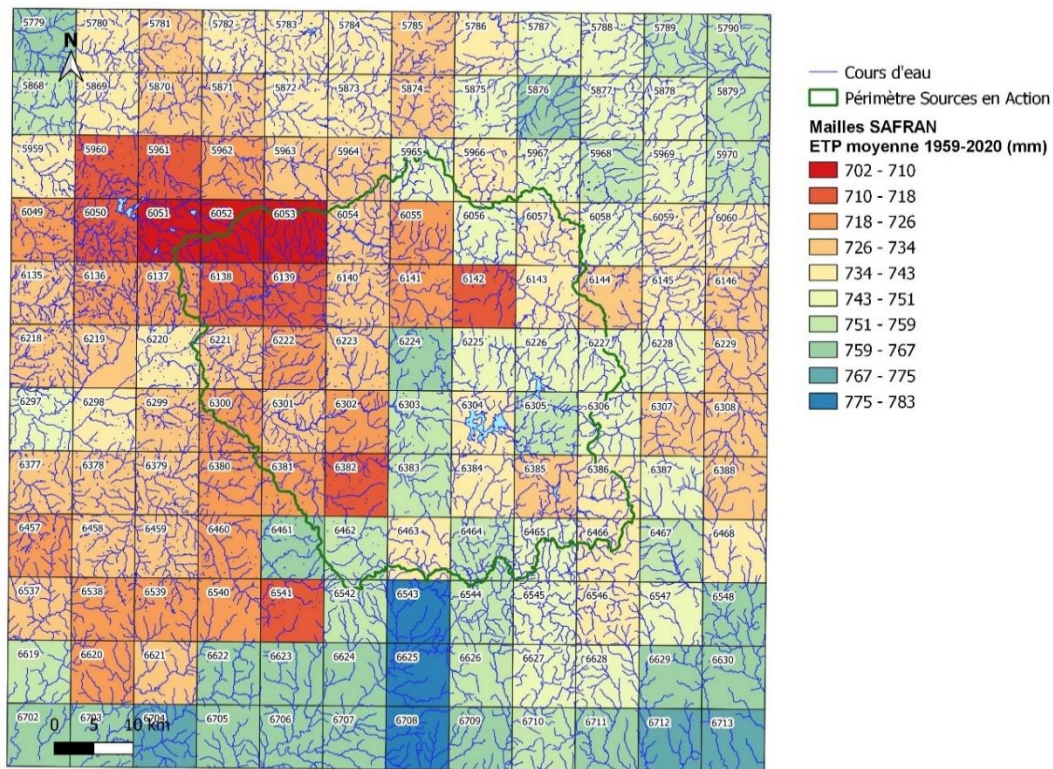 5779 5780 5781 5782 5783 5784 5785 5786 5787 5788 5789 5790
N
5868 5869 5870 5871 5872 5873 5874 5875 5876 5877 5878 5879
5959 5960 5961 5962 5963 5964 5965 5966 5967 5968 5969 5970
6049 6050 6051 6052 6053 6054 6055 6056 6057 6058 6059 6060
6135 6136 6137 6138 6139 6140 6141 6142 6143 6144 6145 6146
6218 6219 6220 6221 6222 6223 6224 6225 6226 6227 6228 6229
6297 6298 6299 6300 6301 6302 6303 6304 6305 6306 6307 6308
6377 6378 6379 6380 6381 6382 6383 6384 6385 6386 6387 6388
6457 6458 6459 6460 6461 6462 6463 6464 6465 6466 6467 6468
6537 6538 6539 6540 6541 6542 6543 6544 6545 6546 6547 6548
6619 6620 6621 6622 6623 6624 6625 6626 6627 6628 6629 6630
6702 6703 6704 6705 6706 6707 6708 6709 6710 6711 6712 6713
0 5 10 km
Cours d'eau
Périmètre Sources en Action
Mailles SAFRAN
ETP moyenne 1959-2020 (mm)
702 - 710
710 - 718
718 - 726
726 - 734
734 - 743
743 - 751
751 - 759
759 - 767
767 - 775
775 - 783